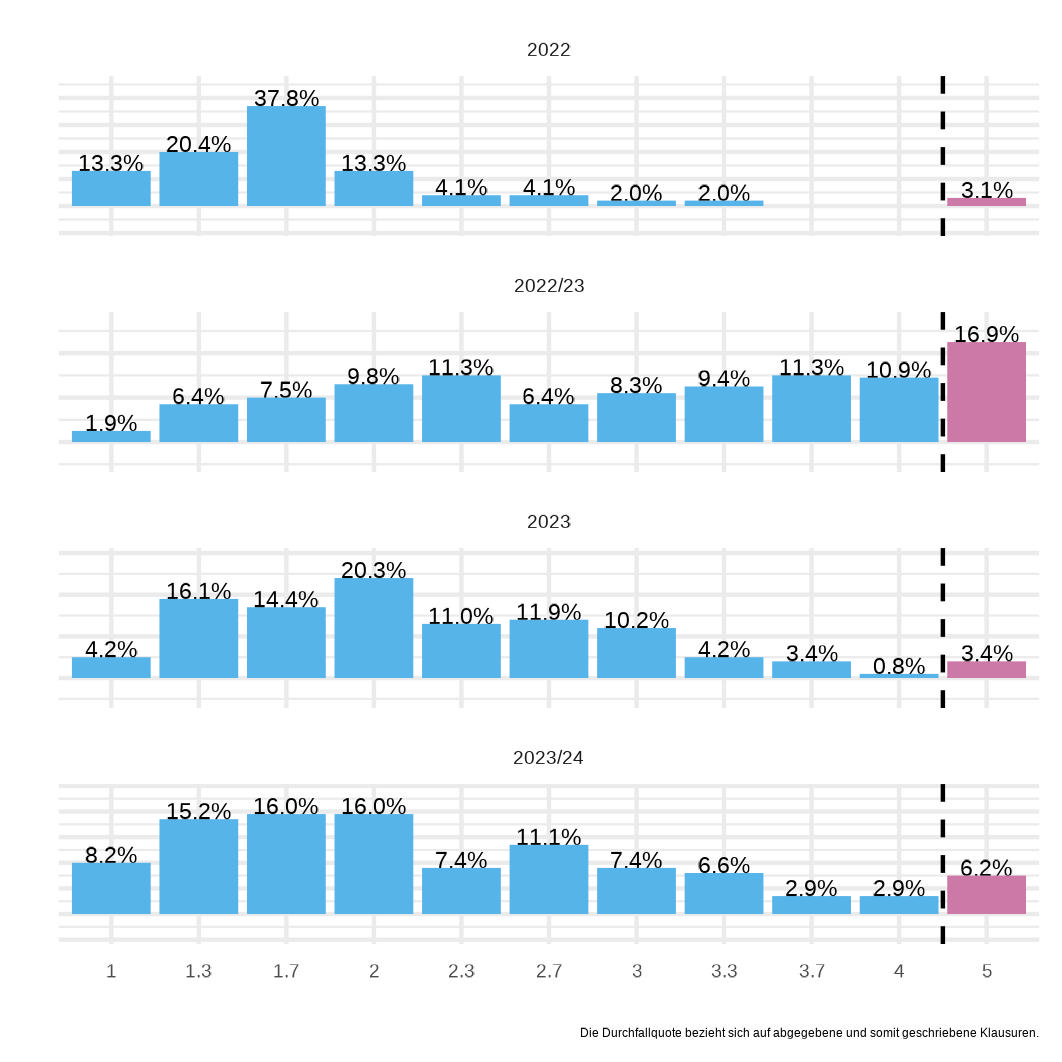 2022
13.3% 20.4% 37.8% 13.3% 4.1% 4.1% 2.0% 2.0% 3.1%
2022/23
1.9% 6.4% 7.5% 9.8% 11.3% 6.4% 8.3% 9.4% 11.3% 10.9% 16.9%
2023
4.2% 16.1% 14.4% 20.3% 11.0% 11.9% 10.2% 4.2% 3.4% 0.8% 3.4%
2023/24
8.2% 15.2% 16.0% 16.0% 7.4% 11.1% 7.4% 6.6% 2.9% 2.9% 6.2%
1 1.3 1.7 2 2.3 2.7 3 3.3 3.7 4 5
Die Durchfallquote bezieht sich auf abgegebene und somit geschriebene Klausuren.